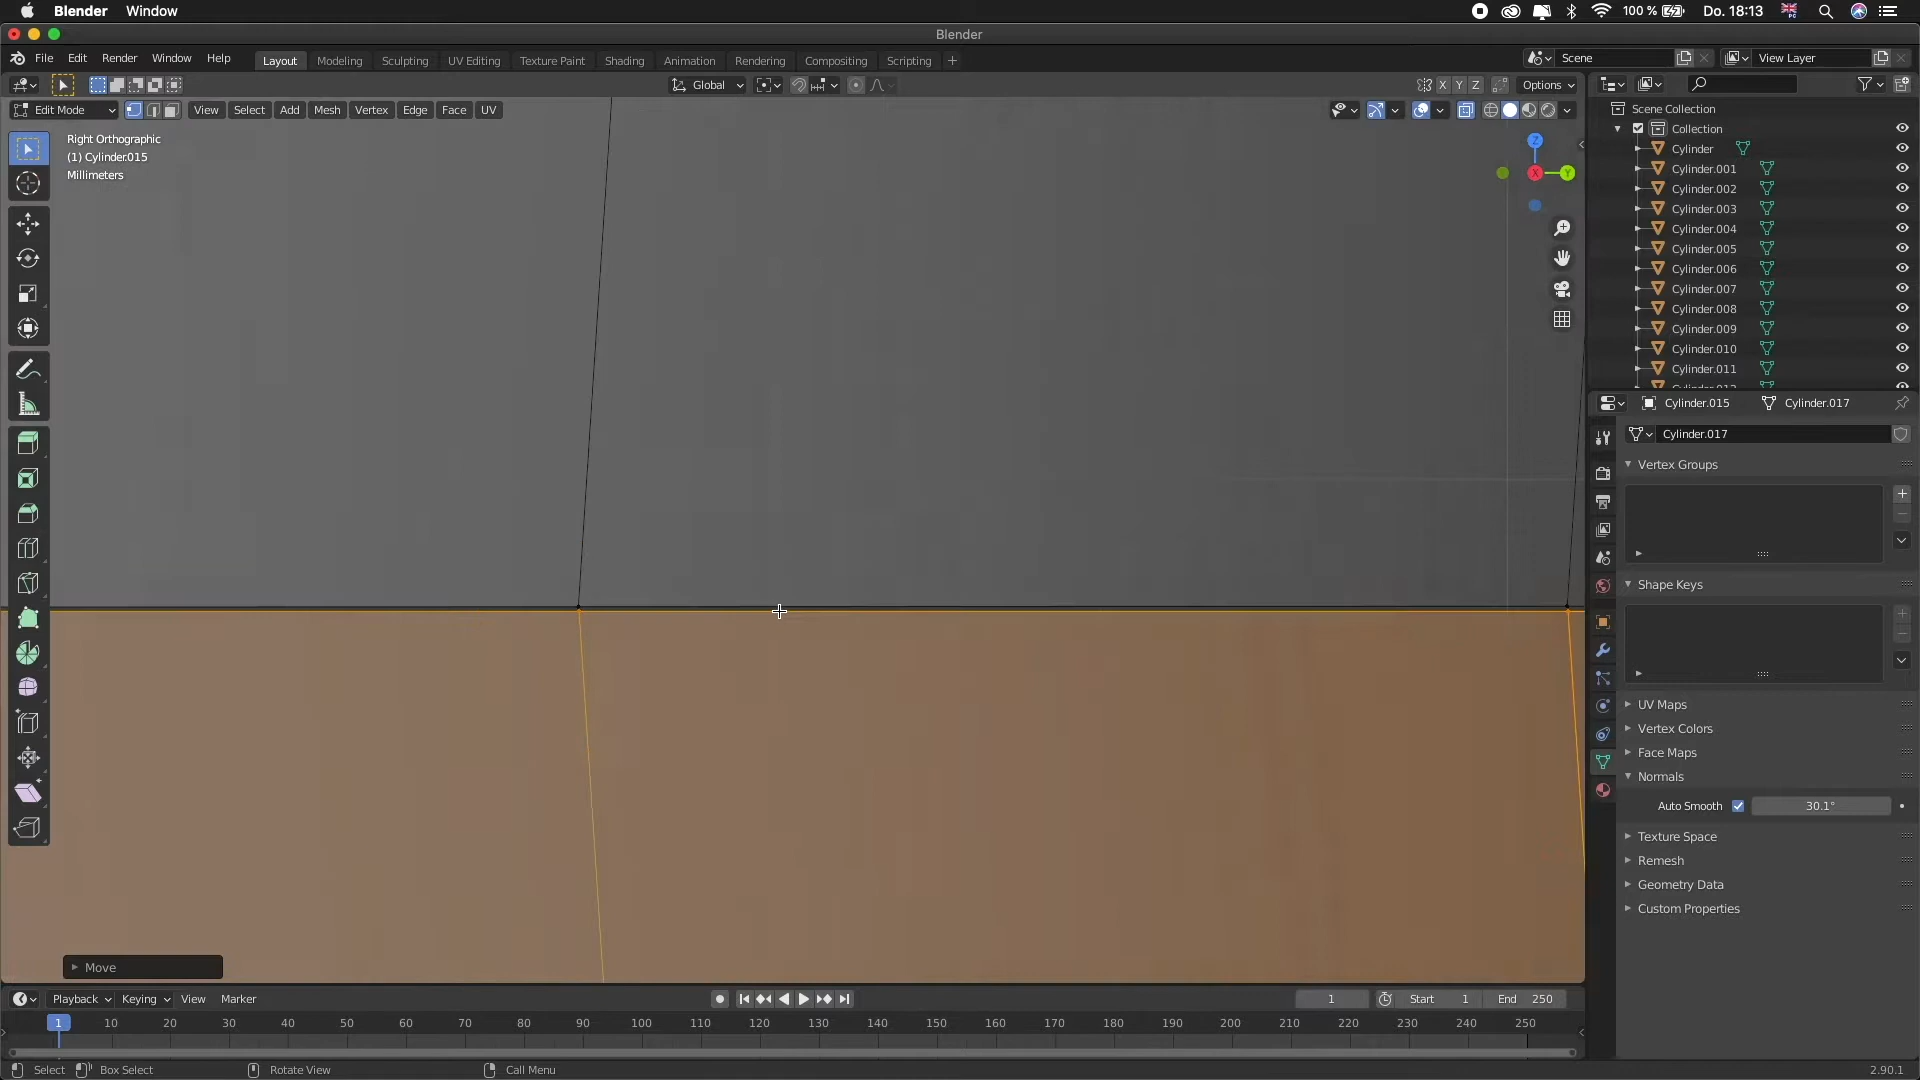 Blender Window 100 % Do. 18:13
Blender
File Edit Render Window Help Layout Modeling Sculpting UV Editing Texture Paint Shading Animation Rendering Compositing Scripting + Scene View Layer
Global X Y Z Options
Edit Mode View Select Add Mesh Vertex Edge Face UV
Right Orthographic
(1) Cylinder.015
Millimeters
Z
X Y
Scene Collection
Collection
Cylinder
Cylinder.001
Cylinder.002
Cylinder.003
Cylinder.004
Cylinder.005
Cylinder.006
Cylinder.007
Cylinder.008
Cylinder.009
Cylinder.010
Cylinder.011
Cylinder.012
Cylinder.015 Cylinder.017
Cylinder.017
Vertex Groups
Shape Keys
UV Maps
Vertex Colors
Face Maps
Normals
Auto Smooth 30.1°
Texture Space
Remesh
Geometry Data
Custom Properties
Move
Playback Keying View Marker 1 Start 1 End 250
1 10 20 30 40 50 60 70 80 90 100 110 120 130 140 150 160 170 180 190 200 210 220 230 240 250
Select Box Select Rotate View Call Menu 2.90.1